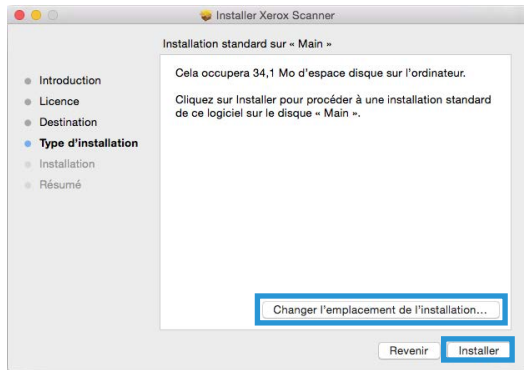 Installer Xerox Scanner
Installation standard sur « Main »
Introduction
Licence
Destination
Type d'installation
Installation
Résumé
Cela occupera 34,1 Mo d'espace disque sur l'ordinateur.
Cliquez sur Installer pour procéder à une installation standard
de ce logiciel sur le disque « Main ».
Changer l'emplacement de l'installation...
Revenir
Installer